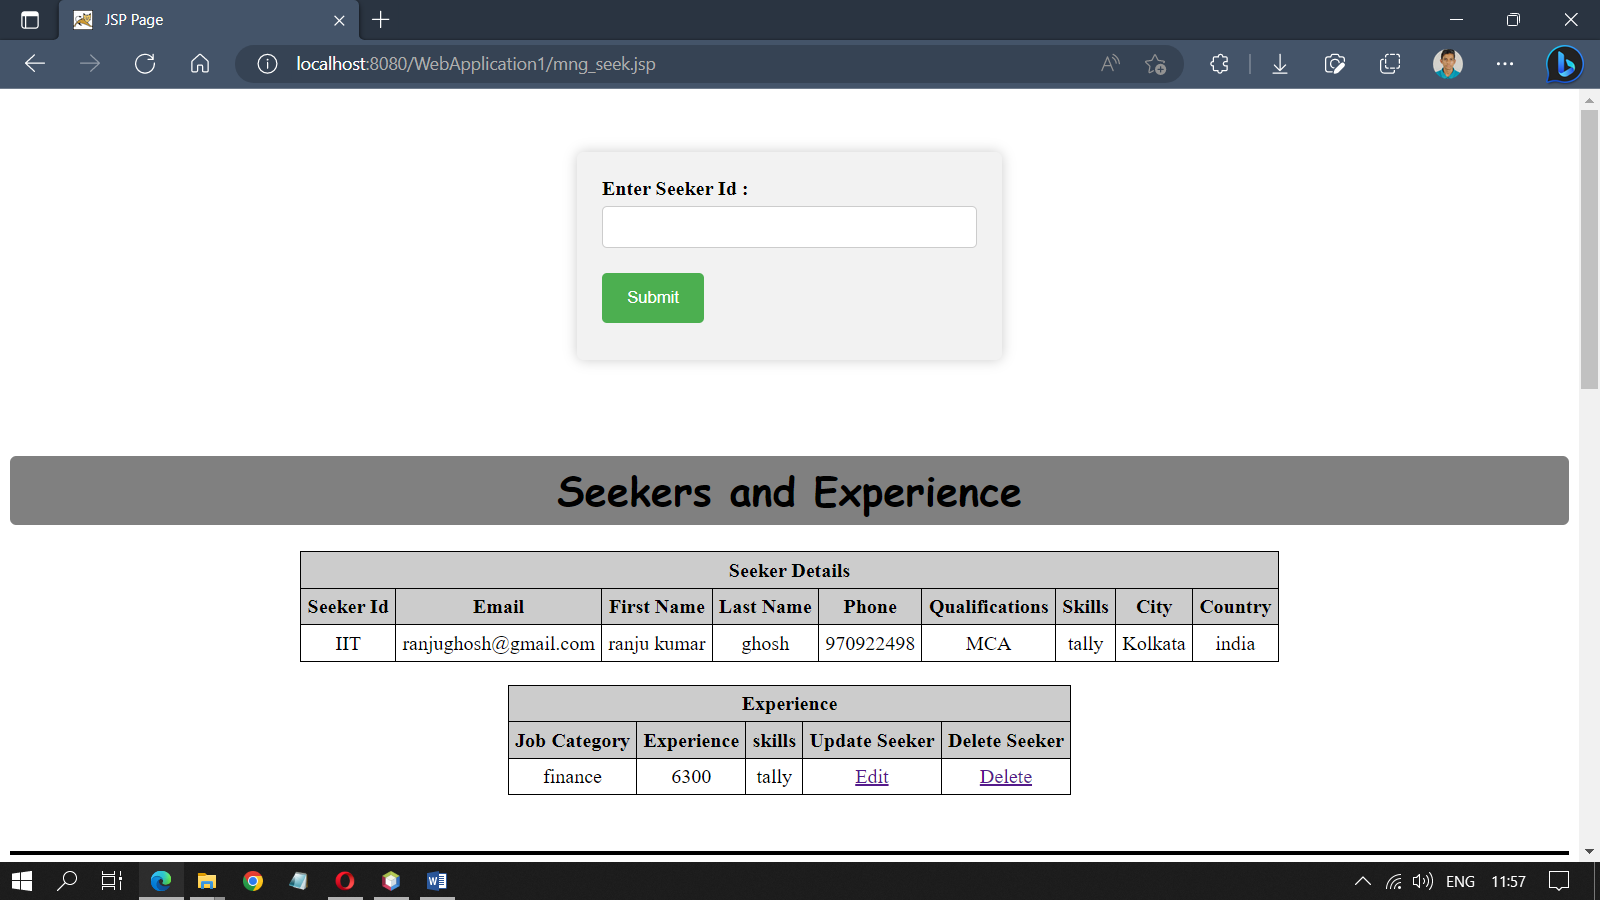 JSP Page
localhost:8080/WebApplication1/mng_seek.jsp
Enter Seeker Id :
Submit
Seekers and Experience
Seeker Details
Seeker Id Email First Name Last Name Phone Qualifications Skills City Country
IIT ranjughosh@gmail.com ranju kumar ghosh 970922498 MCA tally Kolkata india
Experience
Job Category Experience skills Update Seeker Delete Seeker
finance 6300 tally Edit Delete
ENG 11:57